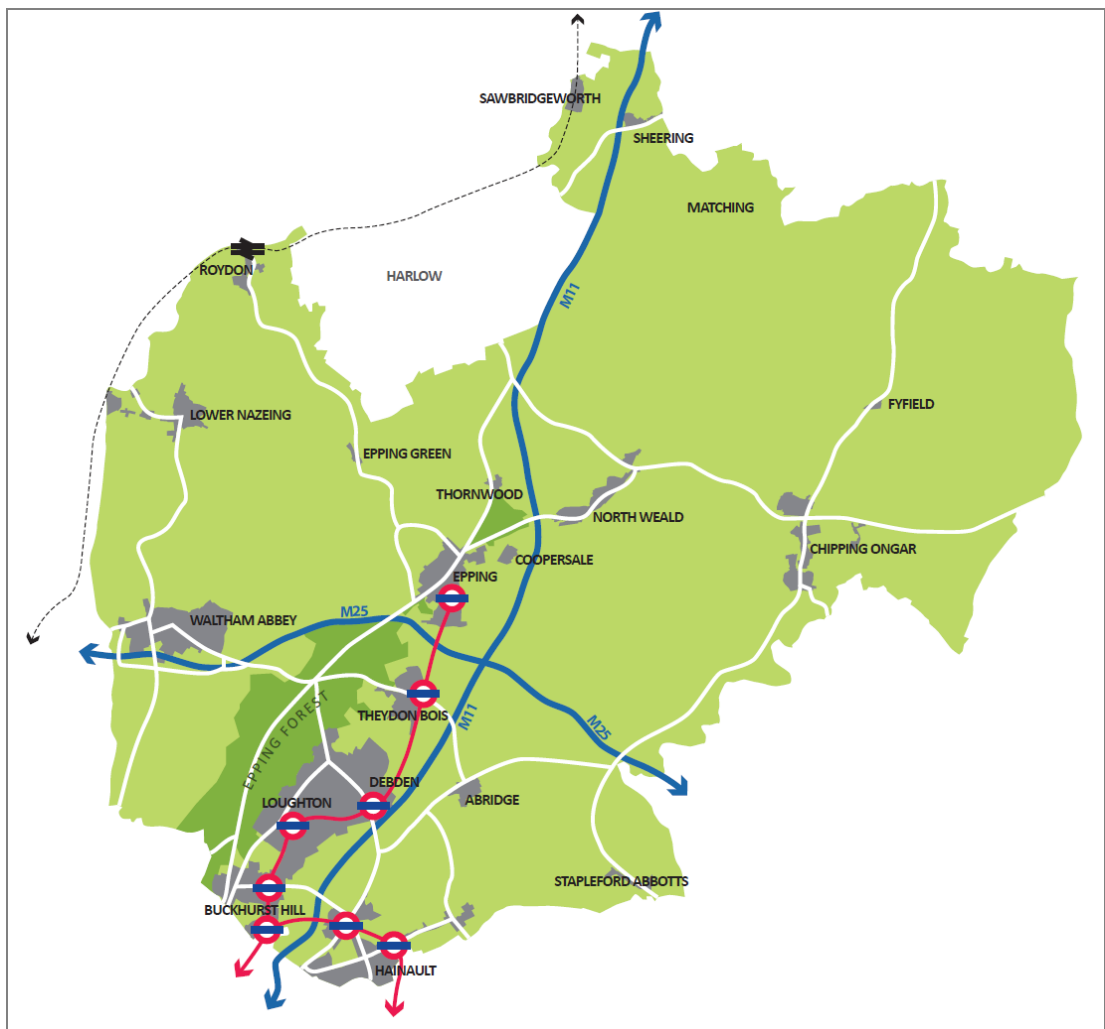 SAWBRIDGEWORTH
SHEERING
MATCHING
ROYDON
HARLOW
M11
LOWER NAZEING
FYFIELD
EPPING GREEN
THORNWOOD
NORTH WEALD
CHIPPING ONGAR
COOPERSALE
EPPING
M25
WALTHAM ABBEY
THEYDON BOIS
M11
M25
EPPING FOREST
DEBDEN
LOUGHTON
ABRIDGE
STAPLEFORD ABBOTTS
BUCKHURST HILL
HAINAULT